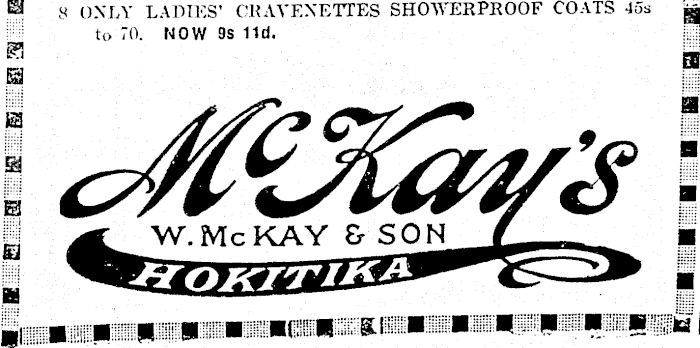 8 ONLY LADIES' CRAVENETTES SHOWERPROOF COATS 45s
to 70. NOW 9s 11d.
McKay's
W. McKAY & SON
HOKITIKA